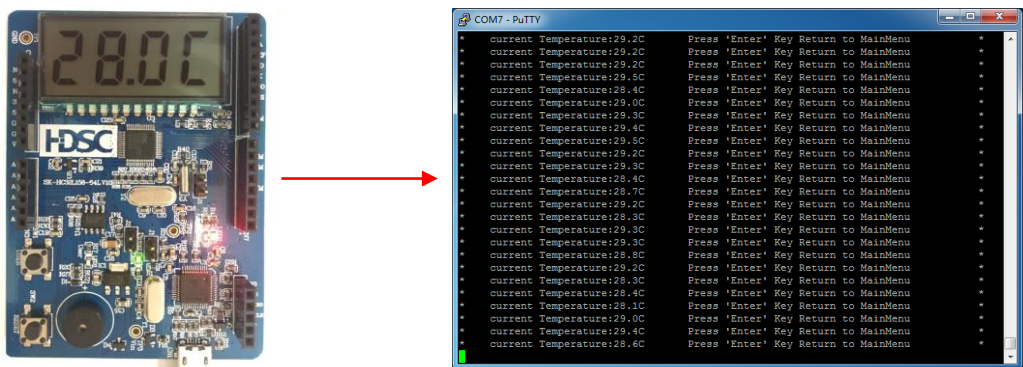 28.0C
HDSC
COM7 - PuTTY
* current Temperature:29.2C Press 'Enter' Key Return to MainMenu *
* current Temperature:29.2C Press 'Enter' Key Return to MainMenu *
* current Temperature:29.2C Press 'Enter' Key Return to MainMenu *
* current Temperature:29.5C Press 'Enter' Key Return to MainMenu *
* current Temperature:28.4C Press 'Enter' Key Return to MainMenu *
* current Temperature:29.0C Press 'Enter' Key Return to MainMenu *
* current Temperature:29.3C Press 'Enter' Key Return to MainMenu *
* current Temperature:29.4C Press 'Enter' Key Return to MainMenu *
* current Temperature:29.5C Press 'Enter' Key Return to MainMenu *
* current Temperature:29.2C Press 'Enter' Key Return to MainMenu *
* current Temperature:29.3C Press 'Enter' Key Return to MainMenu *
* current Temperature:28.4C Press 'Enter' Key Return to MainMenu *
* current Temperature:28.7C Press 'Enter' Key Return to MainMenu *
* current Temperature:29.2C Press 'Enter' Key Return to MainMenu *
* current Temperature:28.3C Press 'Enter' Key Return to MainMenu *
* current Temperature:29.3C Press 'Enter' Key Return to MainMenu *
* current Temperature:29.3C Press 'Enter' Key Return to MainMenu *
* current Temperature:28.8C Press 'Enter' Key Return to MainMenu *
* current Temperature:29.2C Press 'Enter' Key Return to MainMenu *
* current Temperature:28.3C Press 'Enter' Key Return to MainMenu *
* current Temperature:28.4C Press 'Enter' Key Return to MainMenu *
* current Temperature:28.1C Press 'Enter' Key Return to MainMenu *
* current Temperature:29.0C Press 'Enter' Key Return to MainMenu *
* current Temperature:29.4C Press 'Enter' Key Return to MainMenu *
* current Temperature:28.6C Press 'Enter' Key Return to MainMenu *